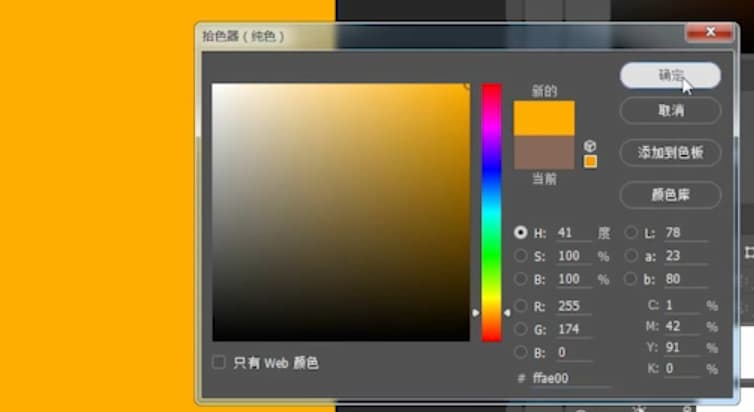 拾色器（纯色）
新的
当前
确定
取消
添加到色板
颜色库
H: 41 度
S: 100 %
B: 100 %
R: 255
G: 174
B: 0
# ffae00
L: 78
a: 23
b: 80
C: 1 %
M: 42 %
Y: 91 %
K: 0 %
只有 Web 颜色